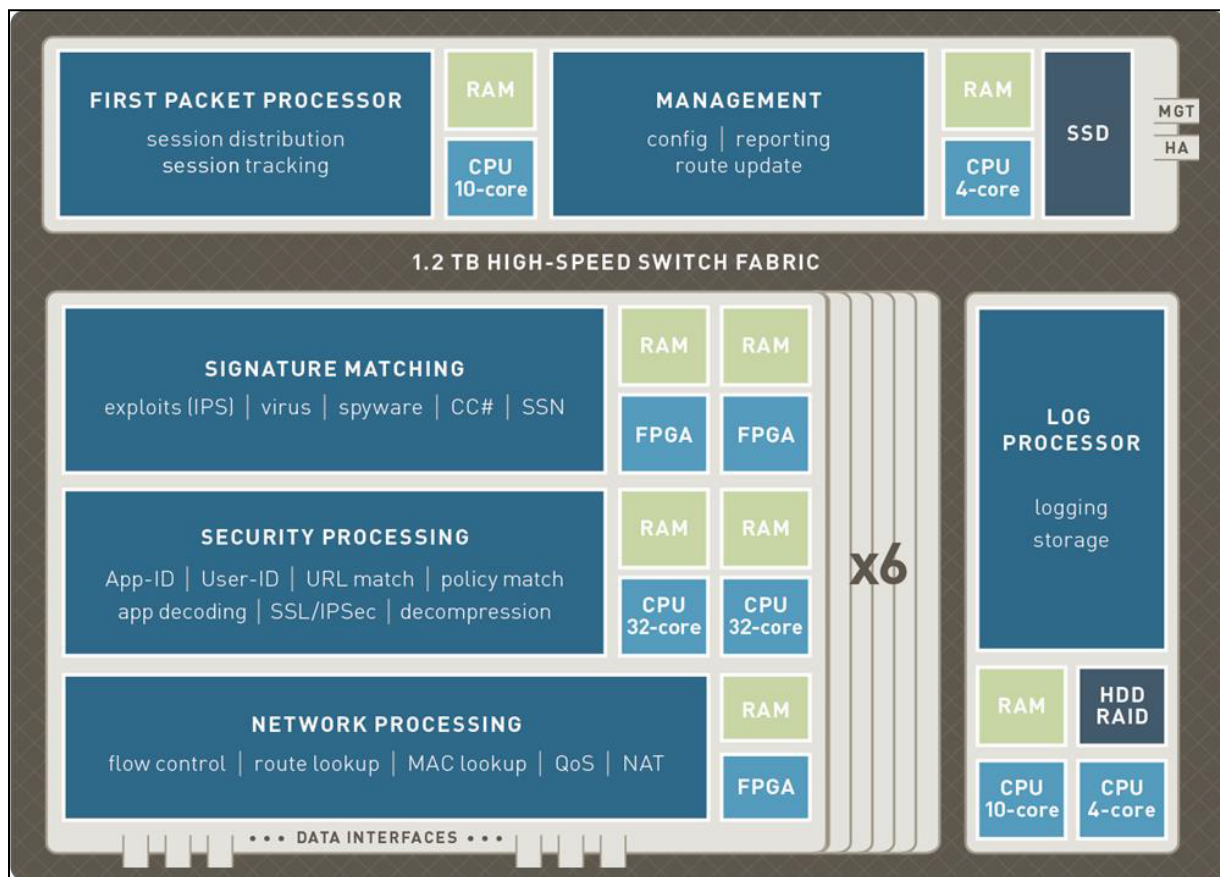 FIRST PACKET PROCESSOR
session distribution
session tracking
RAM
CPU
10-core
MANAGEMENT
config | reporting
route update
RAM
CPU
4-core
SSD
MGT
HA
1.2 TB HIGH-SPEED SWITCH FABRIC
SIGNATURE MATCHING
exploits (IPS) | virus | spyware | CC# | SSN
RAM
RAM
FPGA
FPGA
SECURITY PROCESSING
App-ID | User-ID | URL match | policy match
app decoding | SSL/IPSec | decompression
RAM
RAM
CPU
32-core
CPU
32-core
NETWORK PROCESSING
flow control | route lookup | MAC lookup | QoS | NAT
RAM
FPGA
••• DATA INTERFACES •••
x6
LOG
PROCESSOR
logging
storage
RAM
HDD
RAID
CPU
10-core
CPU
4-core